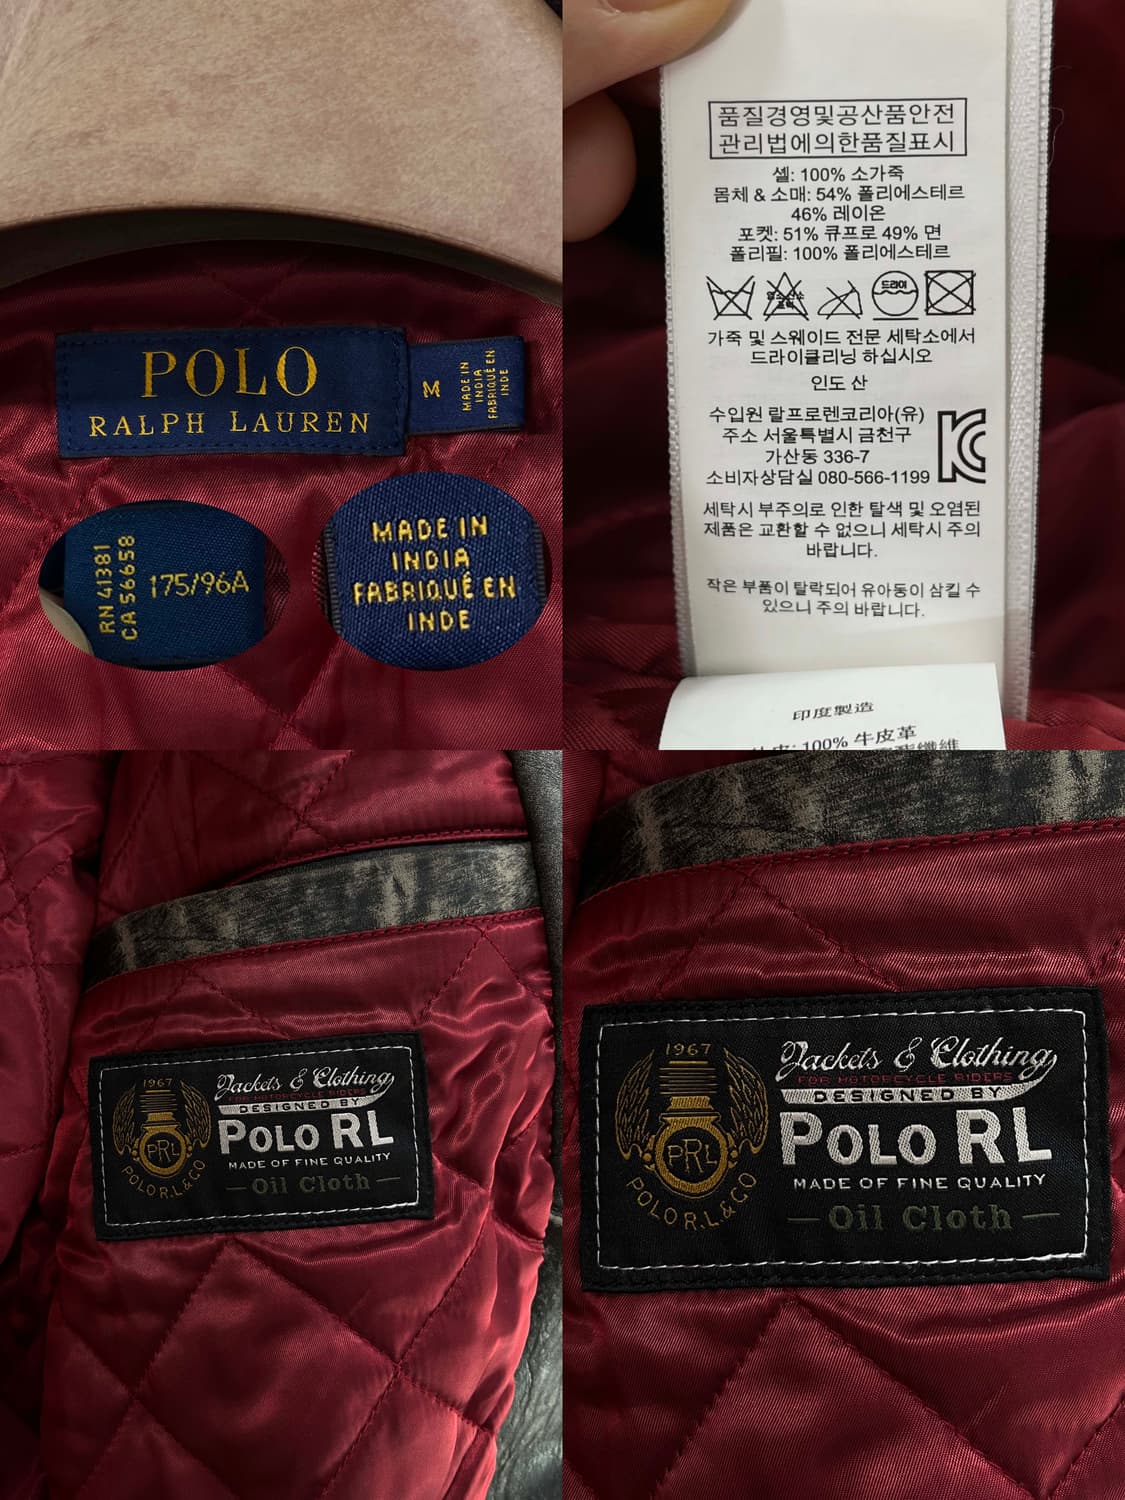 POLO
RALPH LAUREN
M
MADE IN
INDIA
FABRIQUÉ EN
INDE
RN 41381
CA 56658
175/96A
MADE IN
INDIA
FABRIQUÉ EN
INDE
품질경영및공산품안전
관리법에의한품질표시
셸: 100% 소가죽
몸체 & 소매: 54% 폴리에스테르
46% 레이온
포켓: 51% 큐프로 49% 면
폴리필: 100% 폴리에스테르
드라이
가죽 및 스웨이드 전문 세탁소에서
드라이클리닝 하십시오
인도 산
수입원 랄프로렌코리아(유)
주소 서울특별시 금천구
가산동 336-7
소비자상담실 080-566-1199
세탁시 부주의로 인한 탈색 및 오염된
제품은 교환할 수 없으니 세탁시 주의
바랍니다.
작은 부품이 탈락되어 유아동이 삼킬 수
있으니 주의 바랍니다.
印度製造
100% 牛皮革
1967
PRL
POLO R.L. & CO
Jackets & Clothing
FOR MOTORCYCLE RIDERS
DESIGNED BY
POLO RL
MADE OF FINE QUALITY
Oil Cloth
1967
PRL
POLO R.L. & CO
Jackets & Clothing
FOR MOTORCYCLE RIDERS
DESIGNED BY
POLO RL
MADE OF FINE QUALITY
Oil Cloth